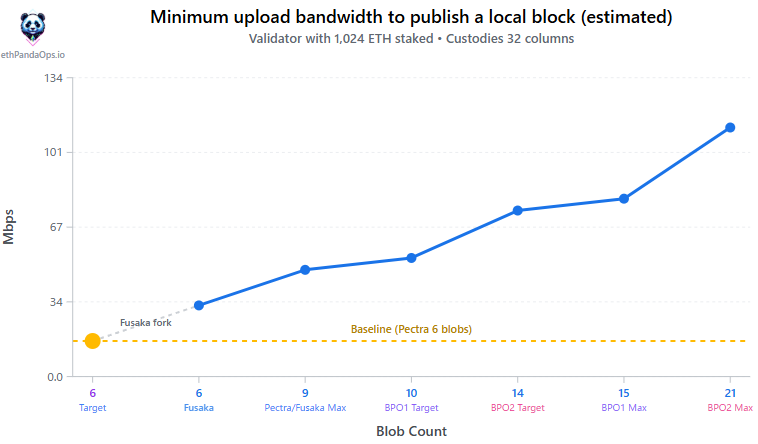 Minimum upload bandwidth to publish a local block (estimated)
Validator with 1,024 ETH staked • Custodies 32 columns
ethPandaOps.io
134
101
67
34
0.0
Mbps
Fusaka fork
Baseline (Pectra 6 blobs)
6 6 9 10 14 15 21
Target Fusaka Pectra/Fusaka Max BPO1 Target BPO2 Target BPO1 Max BPO2 Max
Blob Count